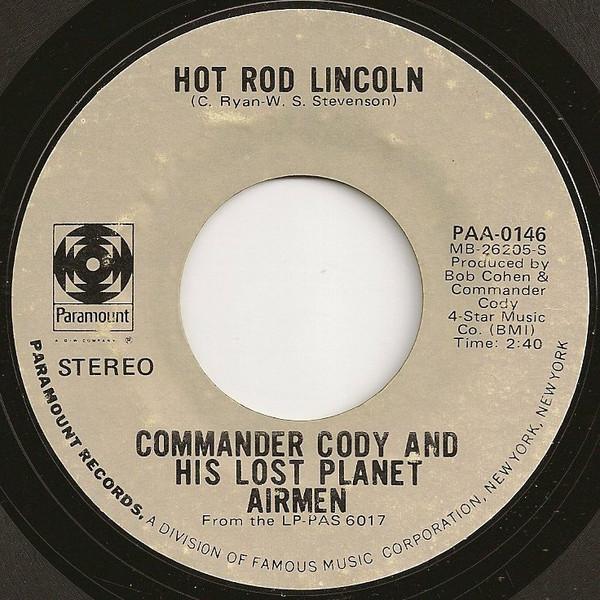 HOT ROD LINCOLN
(C. Ryan-W. S. Stevenson)
PAA-0146
MB-26205-S
Produced by
Bob Cohen &
Commander
Cody
4-Star Music
Co. (BMI)
Time: 2:40
Paramount
A G+W COMPANY
STEREO
COMMANDER CODY AND
HIS LOST PLANET
AIRMEN
From the LP-PAS 6017
PARAMOUNT RECORDS, A DIVISION OF FAMOUS MUSIC CORPORATION, NEW YORK, NEW YORK